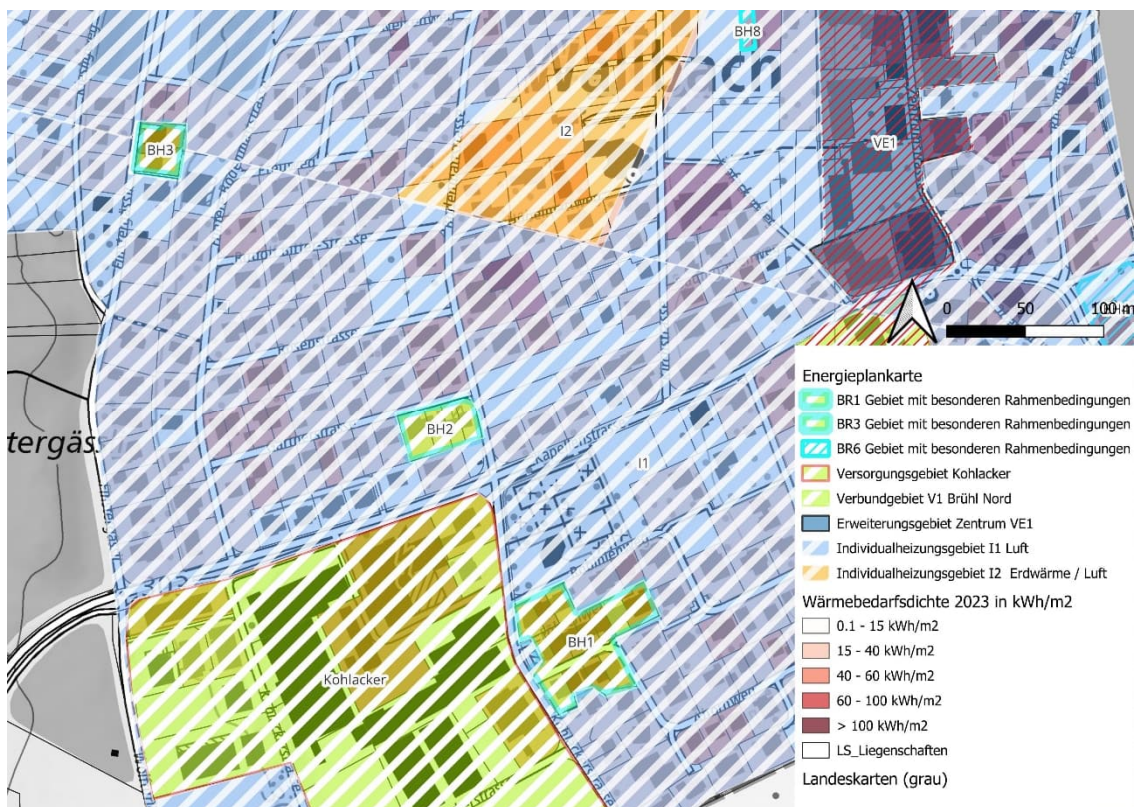 BH8
I2
BH3
VE1
0 50 100 m
BH2
tergäs
I1
BH1
Kohlacker
Energieplankarte
BR1 Gebiet mit besonderen Rahmenbedingungen
BR3 Gebiet mit besonderen Rahmenbedingungen
BR6 Gebiet mit besonderen Rahmenbedingungen
Versorgungsgebiet Kohlacker
Verbundgebiet V1 Brühl Nord
Erweiterungsgebiet Zentrum VE1
Individualheizungsgebiet I1 Luft
Individualheizungsgebiet I2 Erdwärme / Luft
Wärmebedarfsdichte 2023 in kWh/m2
0.1 - 15 kWh/m2
15 - 40 kWh/m2
40 - 60 kWh/m2
60 - 100 kWh/m2
> 100 kWh/m2
LS_Liegenschaften
Landeskarten (grau)